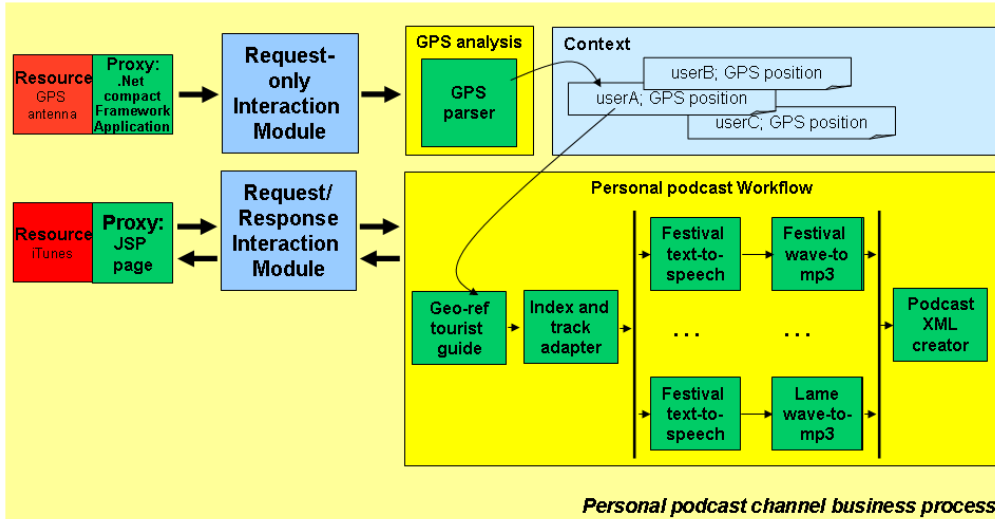 Resource
GPS
antenna
Proxy:
.Net
compact
Framework
Application
Request-
only
Interaction
Module
GPS analysis
GPS
parser
Context
userB; GPS position
userA; GPS position
userC; GPS position
Resource
iTunes
Proxy:
JSP
page
Request/
Response
Interaction
Module
Personal podcast Workflow
Geo-ref
tourist
guide
Index and
track
adapter
Festival
text-to-
speech
Festival
wave-to
mp3
...
...
Festival
text-to-
speech
Lame
wave-to-
mp3
Podcast
XML
creator
Personal podcast channel business process